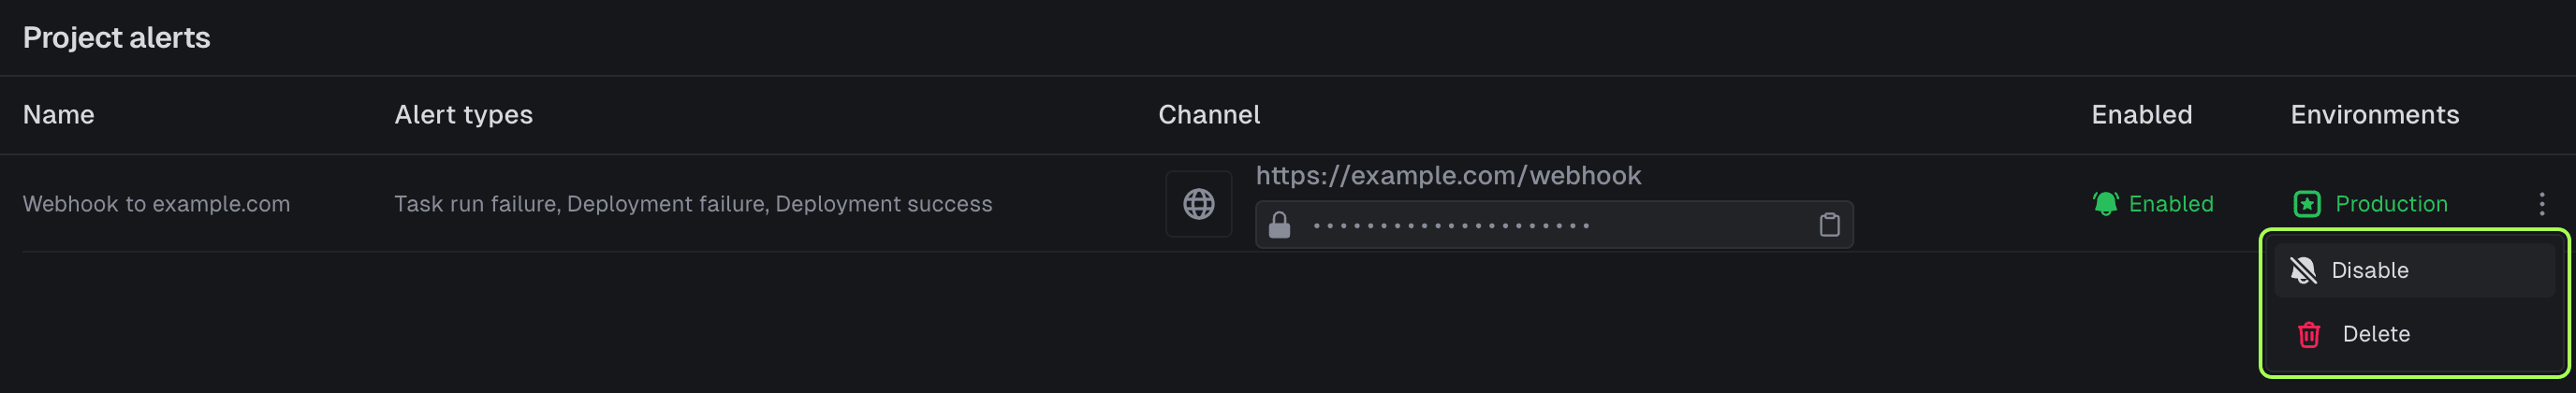 Project alerts
Name Alert types Channel Enabled Environments
https://example.com/webhook
Webhook to example.com Task run failure, Deployment failure, Deployment success Enabled Production
Disable
Delete